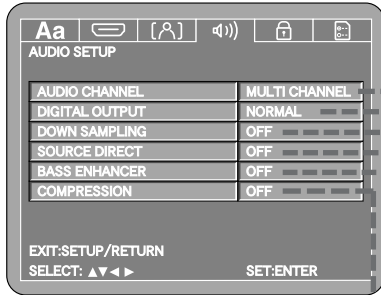 Aa
AUDIO SETUP
AUDIO CHANNEL MULTI CHANNEL
DIGITAL OUTPUT NORMAL
DOWN SAMPLING OFF
SOURCE DIRECT OFF
BASS ENHANCER OFF
COMPRESSION OFF
EXIT:SETUP/RETURN
SELECT: ▲▼◄► SET:ENTER